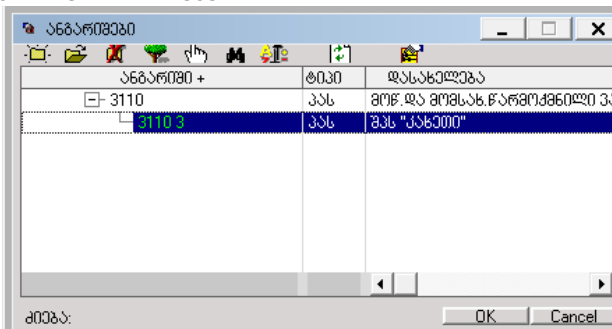 ანგარიშები
ანგარიში + ტიპი დასახელება
3110 პას მოწ.და მომსახ.წარმოქმნილი
3110 3 პას შპს "კახეთი"
ძიება: OK Cancel